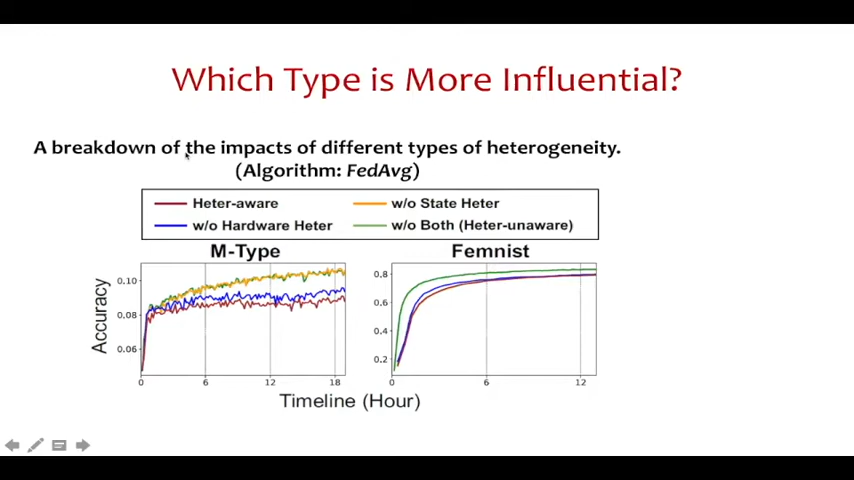 Which Type is More Influential?
A breakdown of the impacts of different types of heterogeneity.
(Algorithm: FedAvg)
Heter-aware
w/o State Heter
w/o Hardware Heter
w/o Both (Heter-unaware)
M-Type
Femnist
Accuracy
0.10
0.08
0.06
0.8
0.6
0.4
0.2
0
6
12
18
0
6
12
Timeline (Hour)